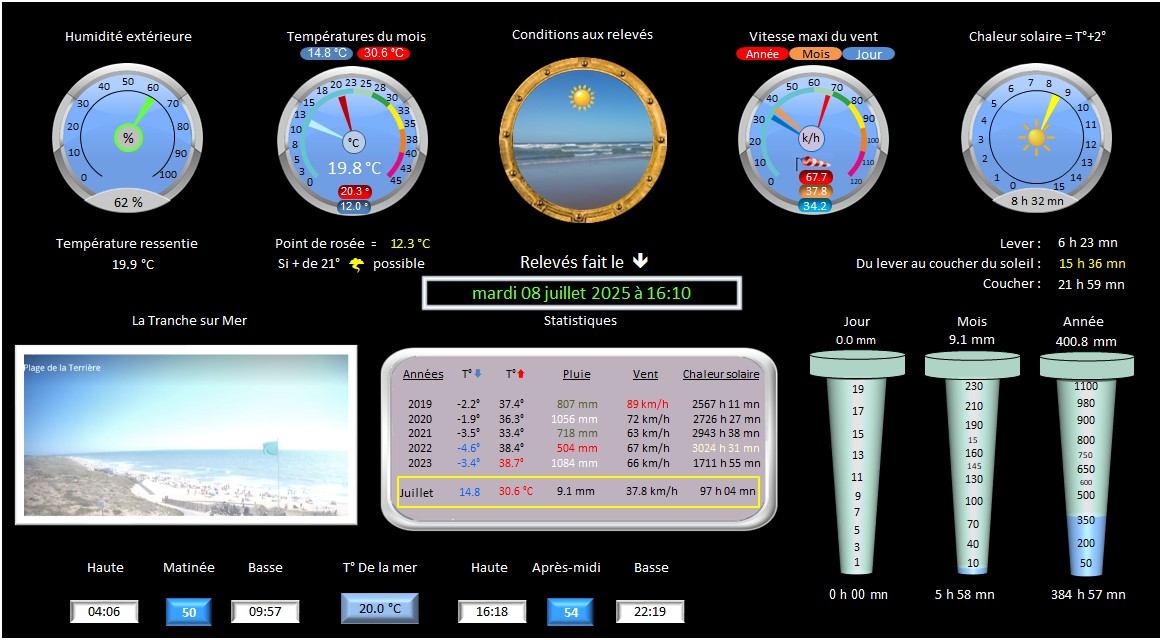 Humidité extérieure
Températures du mois
14.8 °C 30.6 °C
Conditions aux relevés
Vitesse maxi du vent
Année Mois Jour
Chaleur solaire = T°+2°
0 10 20 30 40 50 60 70 80 90 100
%
62 %
0 3 5 8 10 13 15 18 20 23 25 28 30 33 35 38 40 43 45
°C
19.8 °C
20.3 °
12.0 °
0 10 20 30 40 50 60 70 80 90 100 110 120
k/h
67.7
37.8
34.2
0 1 2 3 4 5 6 7 8 9 10 11 12 13 14 15
8 h 32 mn
Température ressentie
19.9 °C
Point de rosée = 12.3 °C
Si + de 21° possible
Relevés fait le
mardi 08 juillet 2025 à 16:10
Lever : 6 h 23 mn
Du lever au coucher du soleil : 15 h 36 mn
Coucher : 21 h 59 mn
La Tranche sur Mer
Plage de la Terrière
Statistiques
Années T° T° Pluie Vent Chaleur solaire
2019 -2.2° 37.4° 807 mm 89 km/h 2567 h 11 mn
2020 -1.9° 36.3° 1056 mm 72 km/h 2726 h 27 mn
2021 -3.5° 33.4° 718 mm 63 km/h 2943 h 38 mn
2022 -4.6° 38.4° 504 mm 67 km/h 3024 h 31 mn
2023 -3.4° 38.7° 1084 mm 66 km/h 1711 h 55 mn
Juillet 14.8 30.6 °C 9.1 mm 37.8 km/h 97 h 04 mn
Jour
0.0 mm
19
17
15
13
11
9
7
5
3
1
0 h 00 mn
Mois
9.1 mm
230
210
190
15
160
145
130
100
70
40
10
5 h 58 mn
Année
400.8 mm
1100
980
900
800
750
650
600
500
350
200
50
384 h 57 mn
Haute Matinée Basse T° De la mer Haute Après-midi Basse
04:06 50 09:57 20.0 °C 16:18 54 22:19